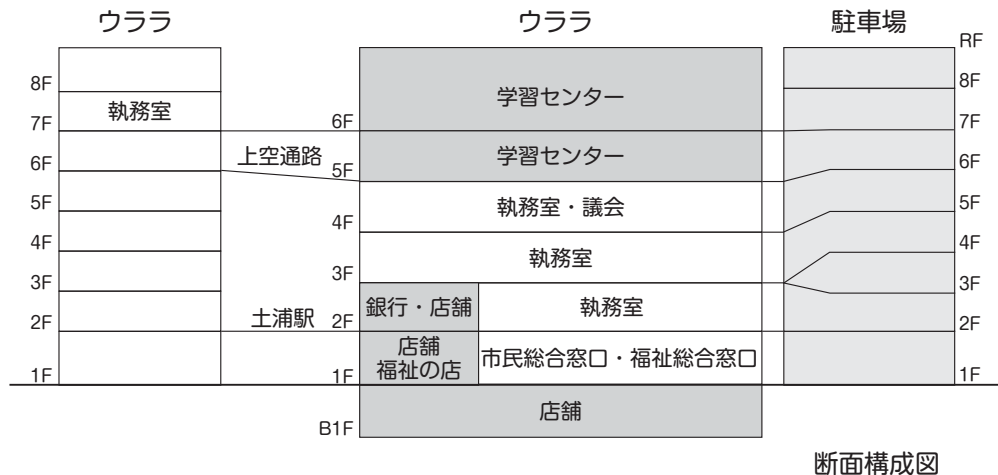 ウララ
ウララ
駐車場
RF
8F
8F
執務室
学習センター
7F
6F
7F
上空通路
学習センター
6F
5F
6F
5F
執務室・議会
5F
4F
4F
4F
執務室
3F
3F
3F
銀行・店舗
執務室
2F
土浦駅
2F
2F
店舗
福祉の店
市民総合窓口・福祉総合窓口
1F
1F
1F
店舗
B1F
断面構成図